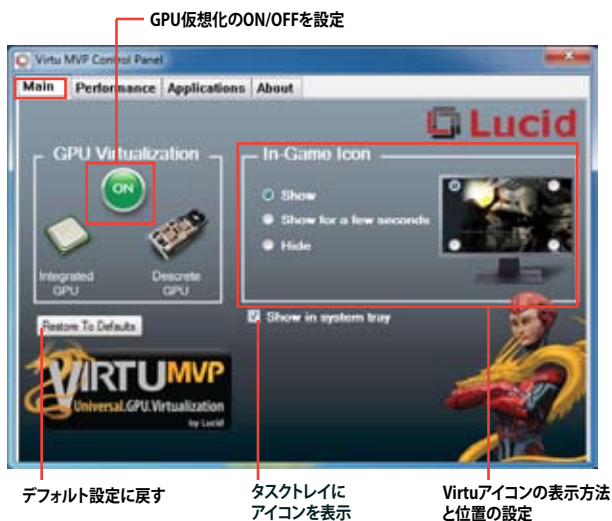 GPU仮想化のON/OFFを設定
Virtu MVP Control Panel
Main Performance Applications About
Lucid
GPU Virtualization
ON
Integrated
GPU
Descrete
GPU
In-Game Icon
Show
Show for a few seconds
Hide
Restore To Defaults
Show in system tray
VIRTU MVP
Universal.GPU.Virtualization
by Lucid
デフォルト設定に戻す
タスクトレイに
アイコンを表示
Virtuアイコンの表示方法
と位置の設定